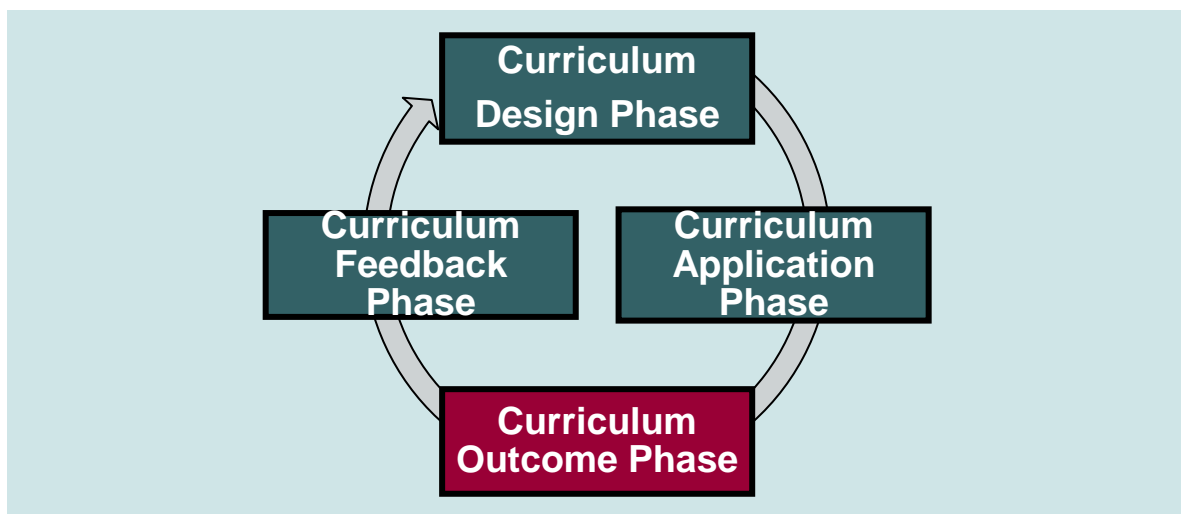 Curriculum
Design Phase
Curriculum
Feedback
Phase
Curriculum
Application
Phase
Curriculum
Outcome Phase